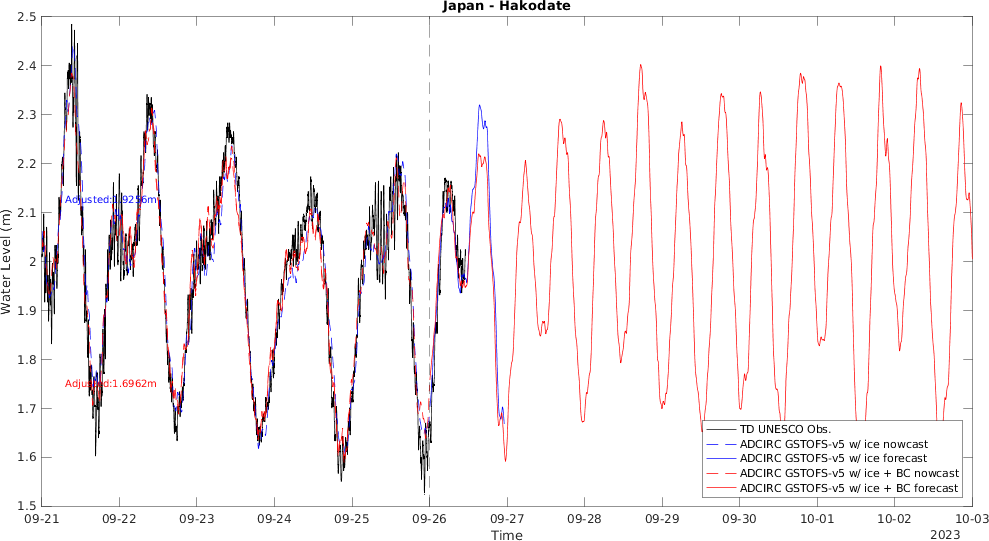 Japan - Hakodate
2.5
2.4
2.3
2.2
2.1
2
1.9
1.8
1.7
1.6
1.5
Water Level (m)
Adjusted:1.9256m
Adjusted:1.6962m
TD UNESCO Obs.
ADCIRC GSTOFS-v5 w/ ice nowcast
ADCIRC GSTOFS-v5 w/ ice forecast
ADCIRC GSTOFS-v5 w/ ice + BC nowcast
ADCIRC GSTOFS-v5 w/ ice + BC forecast
09-21 09-22 09-23 09-24 09-25 09-26 09-27 09-28 09-29 09-30 10-01 10-02 10-03
Time
2023